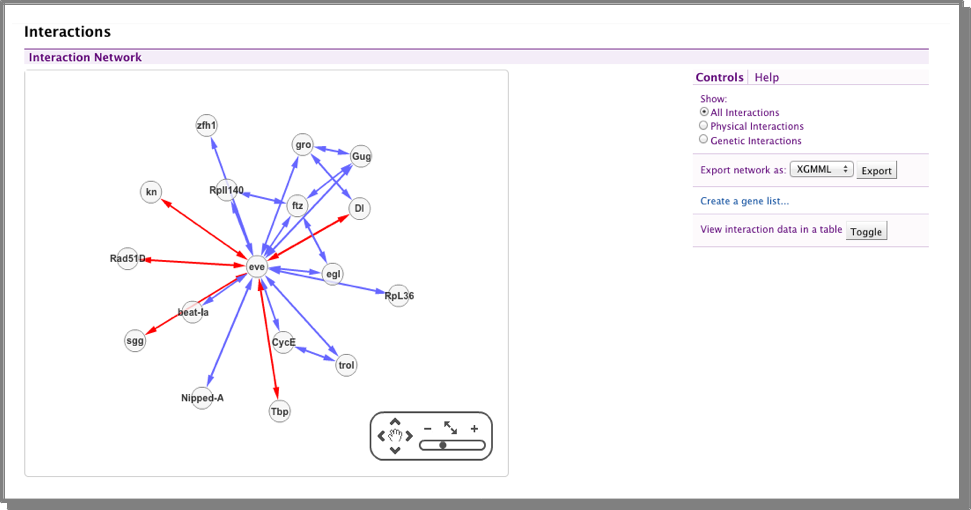 Interactions
Interaction Network
zfh1
gro
Gug
kn
RpII140
ftz
Dl
Rad51D
eve
egl
RpL36
beat-Ia
sgg
CycE
trol
Nipped-A
Tbp
Controls
Help
Show:
All Interactions
Physical Interactions
Genetic Interactions
Export network as: XGMML Export
Create a gene list...
View interaction data in a table Toggle